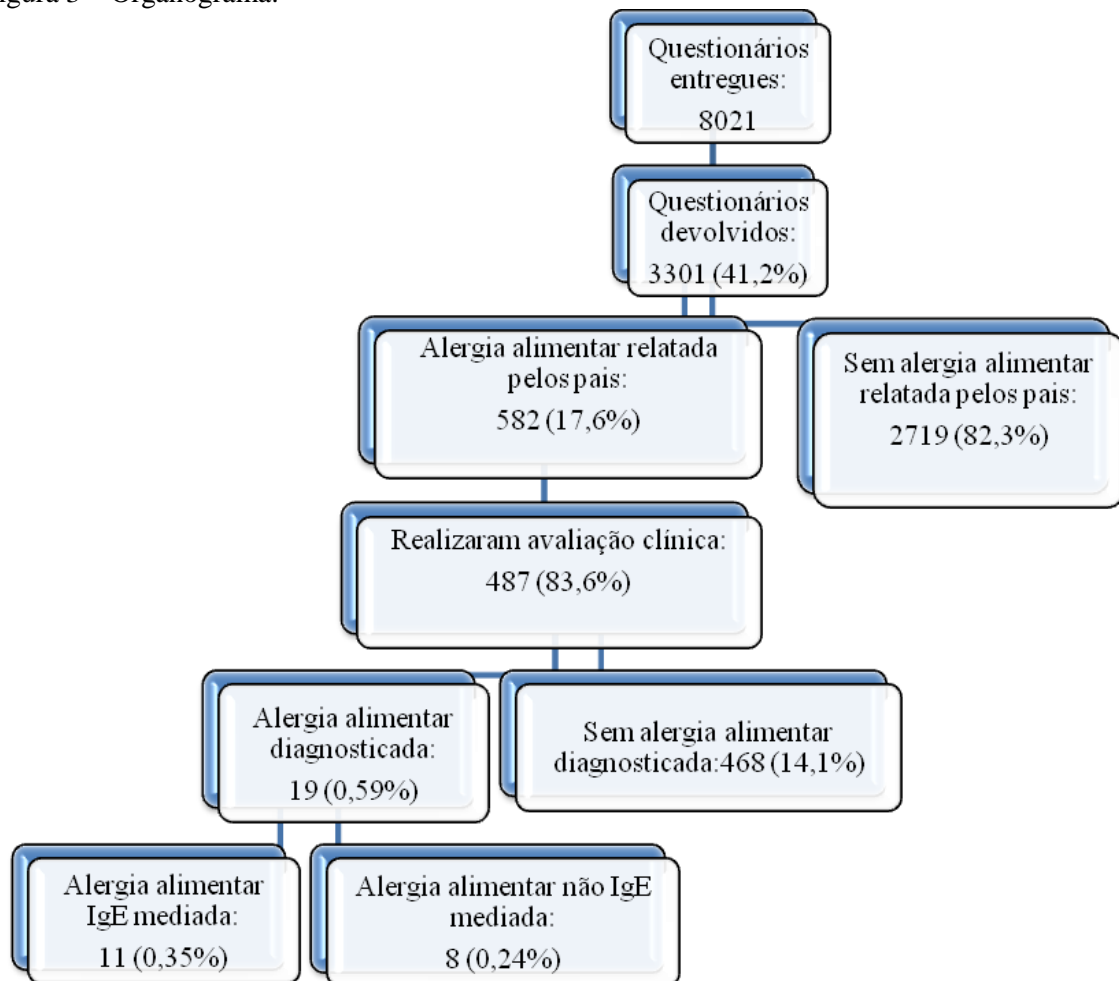 Organograma.
Questionários
entregues:
8021
Questionários
devolvidos:
3301 (41,2%)
Alergia alimentar relatada
pelos pais:
582 (17,6%)
Sem alergia alimentar
relatada pelos pais:
2719 (82,3%)
Realizaram avaliação clínica:
487 (83,6%)
Alergia alimentar
diagnosticada:
19 (0,59%)
Sem alergia alimentar
diagnosticada:468 (14,1%)
Alergia alimentar
IgE mediada:
11 (0,35%)
Alergia alimentar não IgE
mediada:
8 (0,24%)